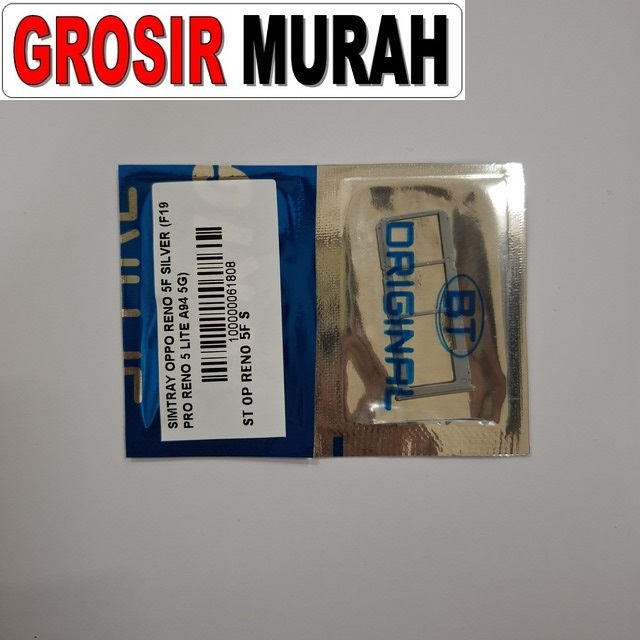 GROSIR MURAH
SIMTRAY OPPO RENO 5F SILVER (F19
PRO RENO 5 LITE A94 5G)
100000061808
ST OP RENO 5F S
BT
ORIGINAL